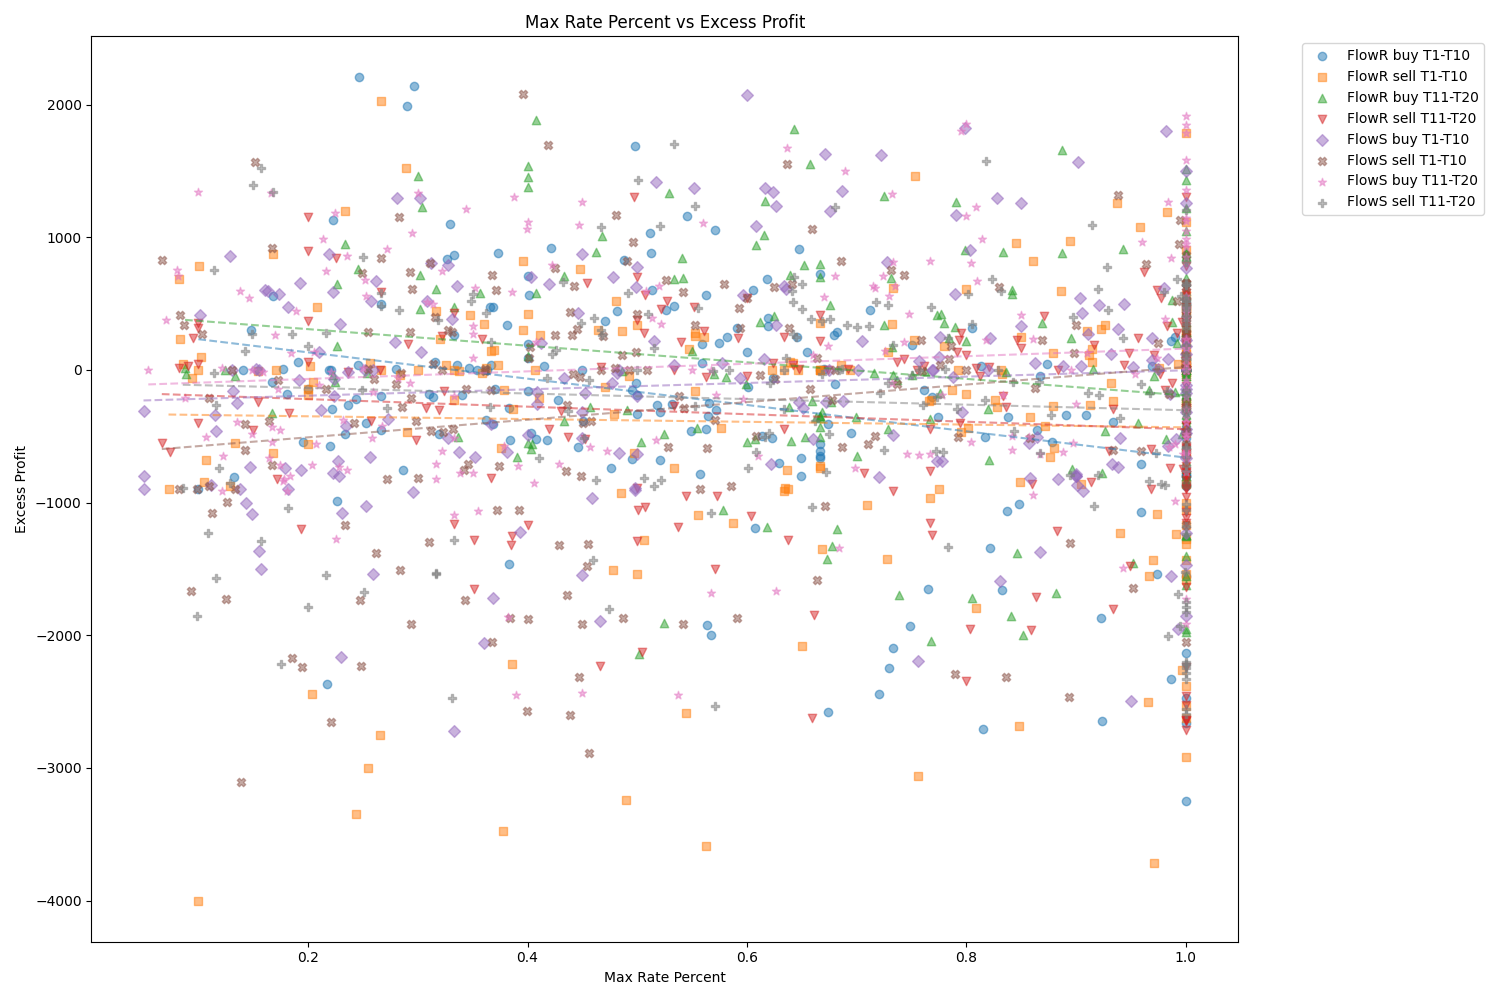 Max Rate Percent vs Excess Profit
FlowR buy T1-T10
FlowR sell T1-T10
FlowR buy T11-T20
FlowR sell T11-T20
FlowS buy T1-T10
FlowS sell T1-T10
FlowS buy T11-T20
FlowS sell T11-T20
Excess Profit
2000
1000
0
−1000
−2000
−3000
−4000
0.2
0.4
0.6
0.8
1.0
Max Rate Percent